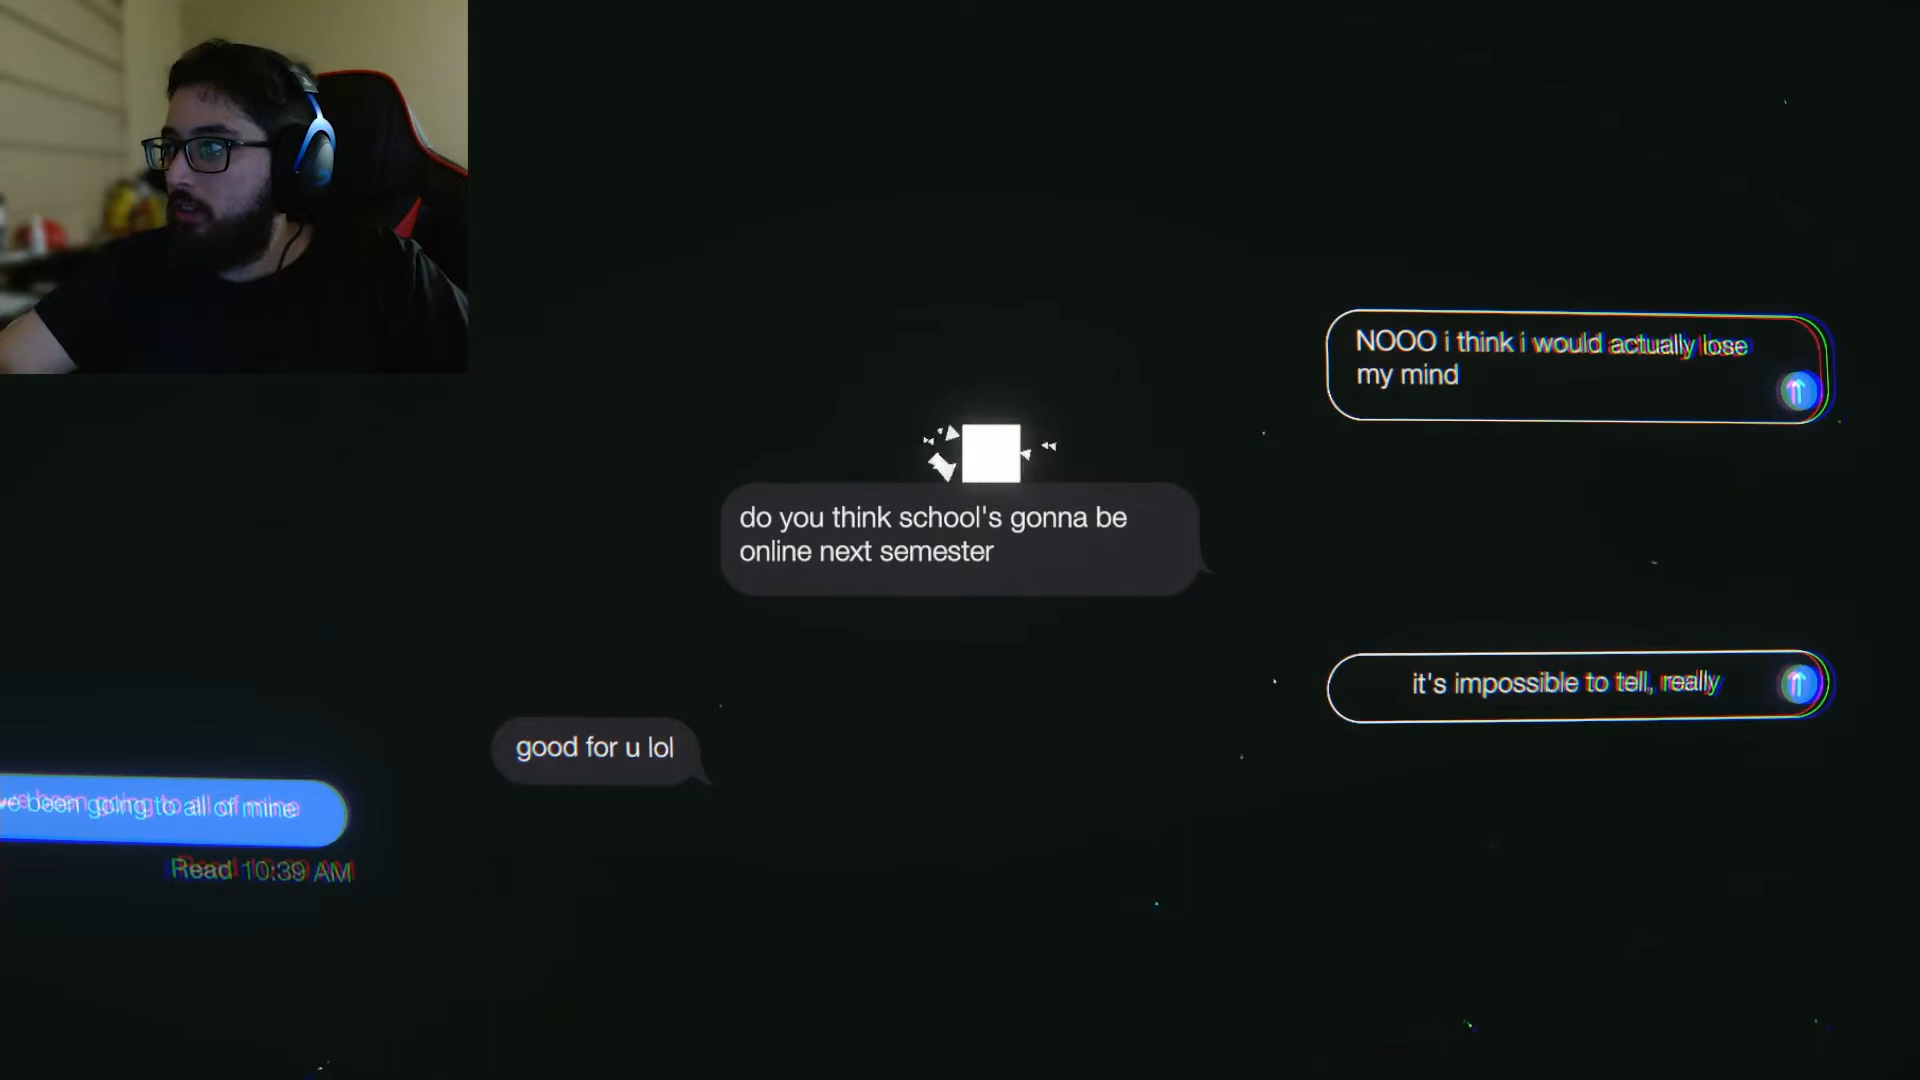 NOOO i think i would actually lose
my mind
do you think school's gonna be
online next semester
it's impossible to tell, really
good for u lol
've been going to all of mine
Read 10:39 AM